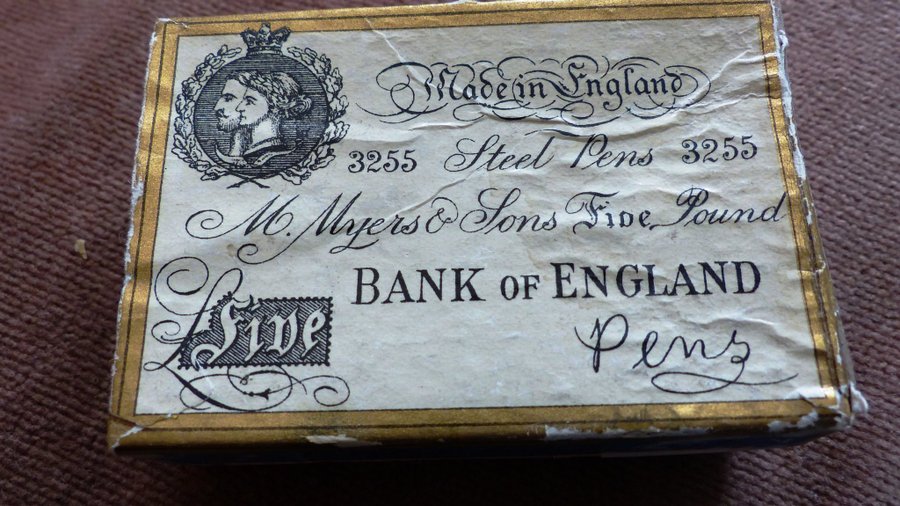 Made in England
3255 Steel Pens 3255
M. Myers & Sons Five Pound
BANK OF ENGLAND
£Five
Pens